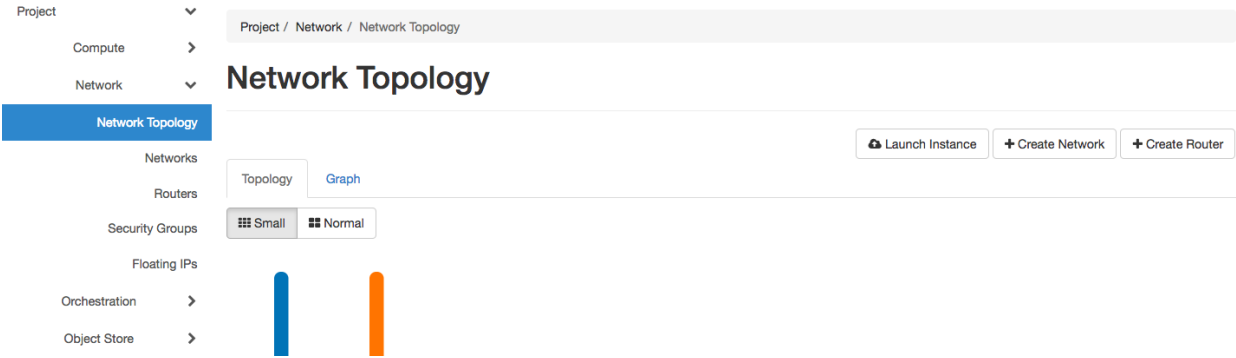 Project
Compute
Network
Network Topology
Networks
Routers
Security Groups
Floating IPs
Orchestration
Object Store
Project / Network / Network Topology
Network Topology
Launch Instance
+ Create Network
+ Create Router
Topology
Graph
Small
Normal